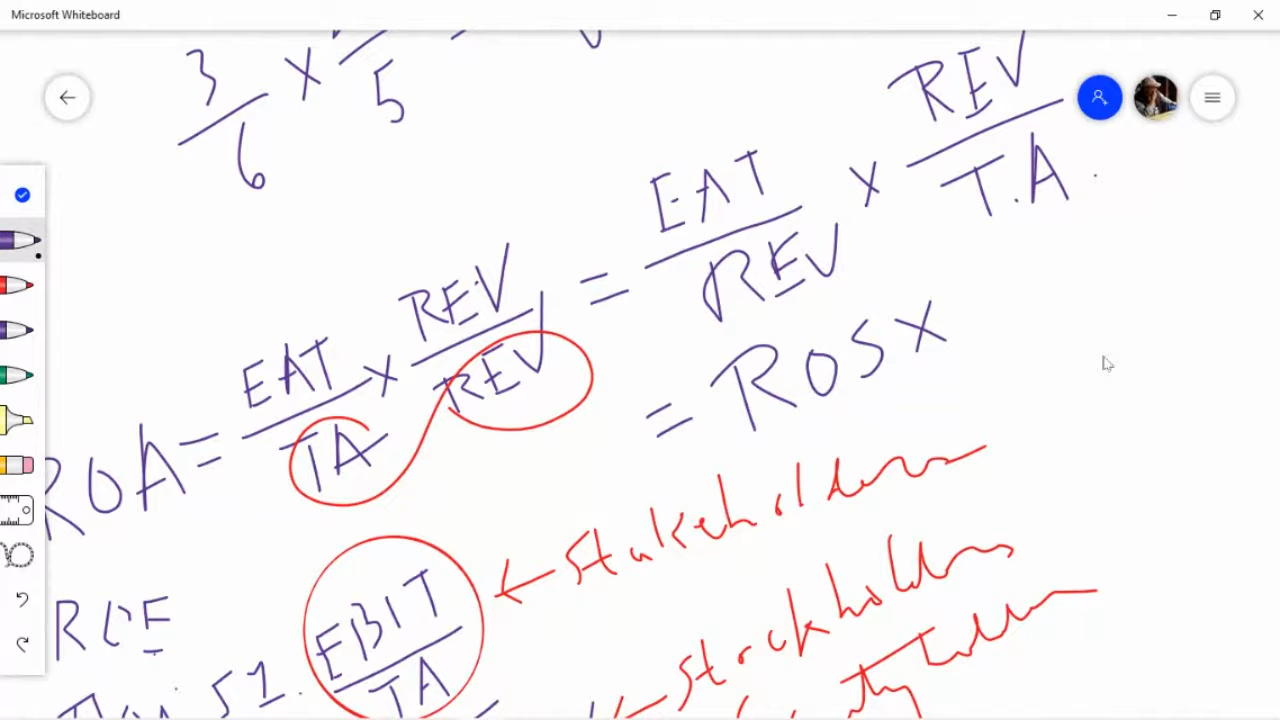 Microsoft Whiteboard
3/6 × /5 =
ROA = EAT/TA × REV/REV = EAT/REV × REV/T.A.
= ROS ×
ROE
EBIT/TA ← Stakeholders
51.
← Stockholders